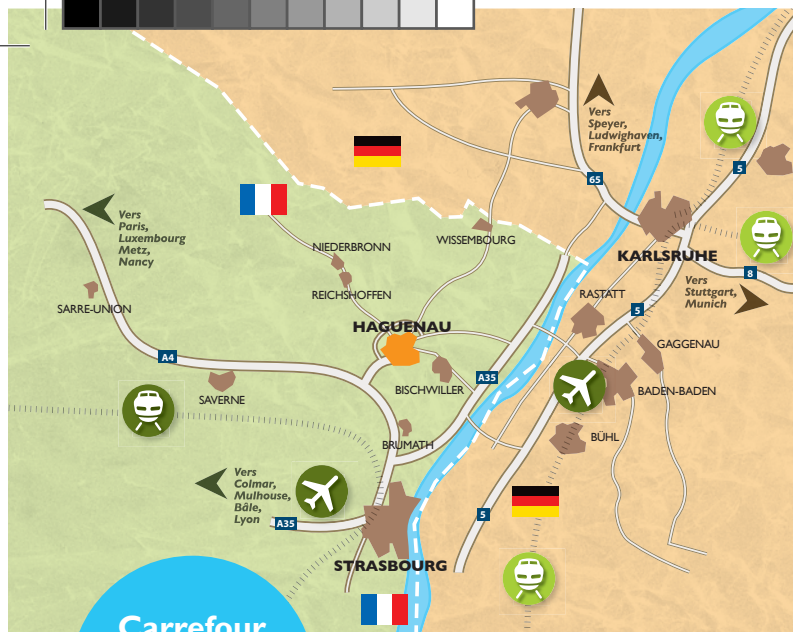 Vers
Speyer,
Ludwighaven,
Frankfurt
5
65
Vers
Paris,
Luxembourg
Metz,
Nancy
WISSEMBOURG
NIEDERBRONN
KARLSRUHE
8
Vers
Stuttgart,
Munich
REICHSHOFFEN
RASTATT
SARRE-UNION
5
HAGUENAU
GAGGENAU
A4
A35
BISCHWILLER
BADEN-BADEN
SAVERNE
BRUMATH
BÜHL
Vers
Colmar,
Mulhouse,
Bâle,
Lyon
A35
5
STRASBOURG
Carrefour